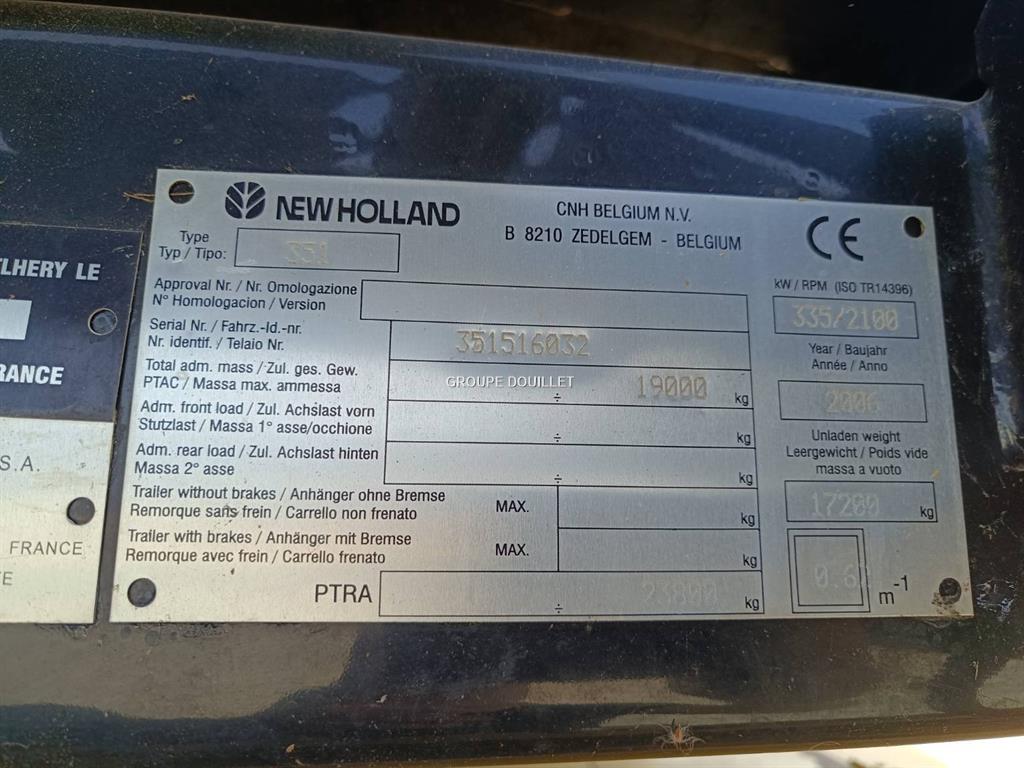 NEW HOLLAND
CNH BELGIUM N.V.
B 8210 ZEDELGEM - BELGIUM
CE
Type
Typ / Tipo: 351
Approval Nr. / Nr. Omologazione
N° Homologacion / Version
Serial Nr. / Fahrz.-Id.-nr.
Nr. identif. / Telaio Nr. 351516032
Total adm. mass / Zul. ges. Gew.
PTAC / Massa max. ammessa ÷ 19000 kg
Adm. front load / Zul. Achslast vorn
Stutzlast / Massa 1° asse/occhione ÷ kg
Adm. rear load / Zul. Achslast hinten
Massa 2° asse ÷ kg
Trailer without brakes / Anhänger ohne Bremse
Remorque sans frein / Carrello non frenato MAX. kg
Trailer with brakes / Anhänger mit Bremse
Remorque avec frein / Carrello frenato MAX. kg
PTRA ÷ 23800 kg
kW / RPM (ISO TR14396)
335/2100
Year / Baujahr
Année / Anno
2006
Unladen weight
Leergewicht / Poids vide
massa a vuoto
17200 kg
m-1
GROUPE DOUILLET
LHERY LE
RANCE
S.A.
FRANCE